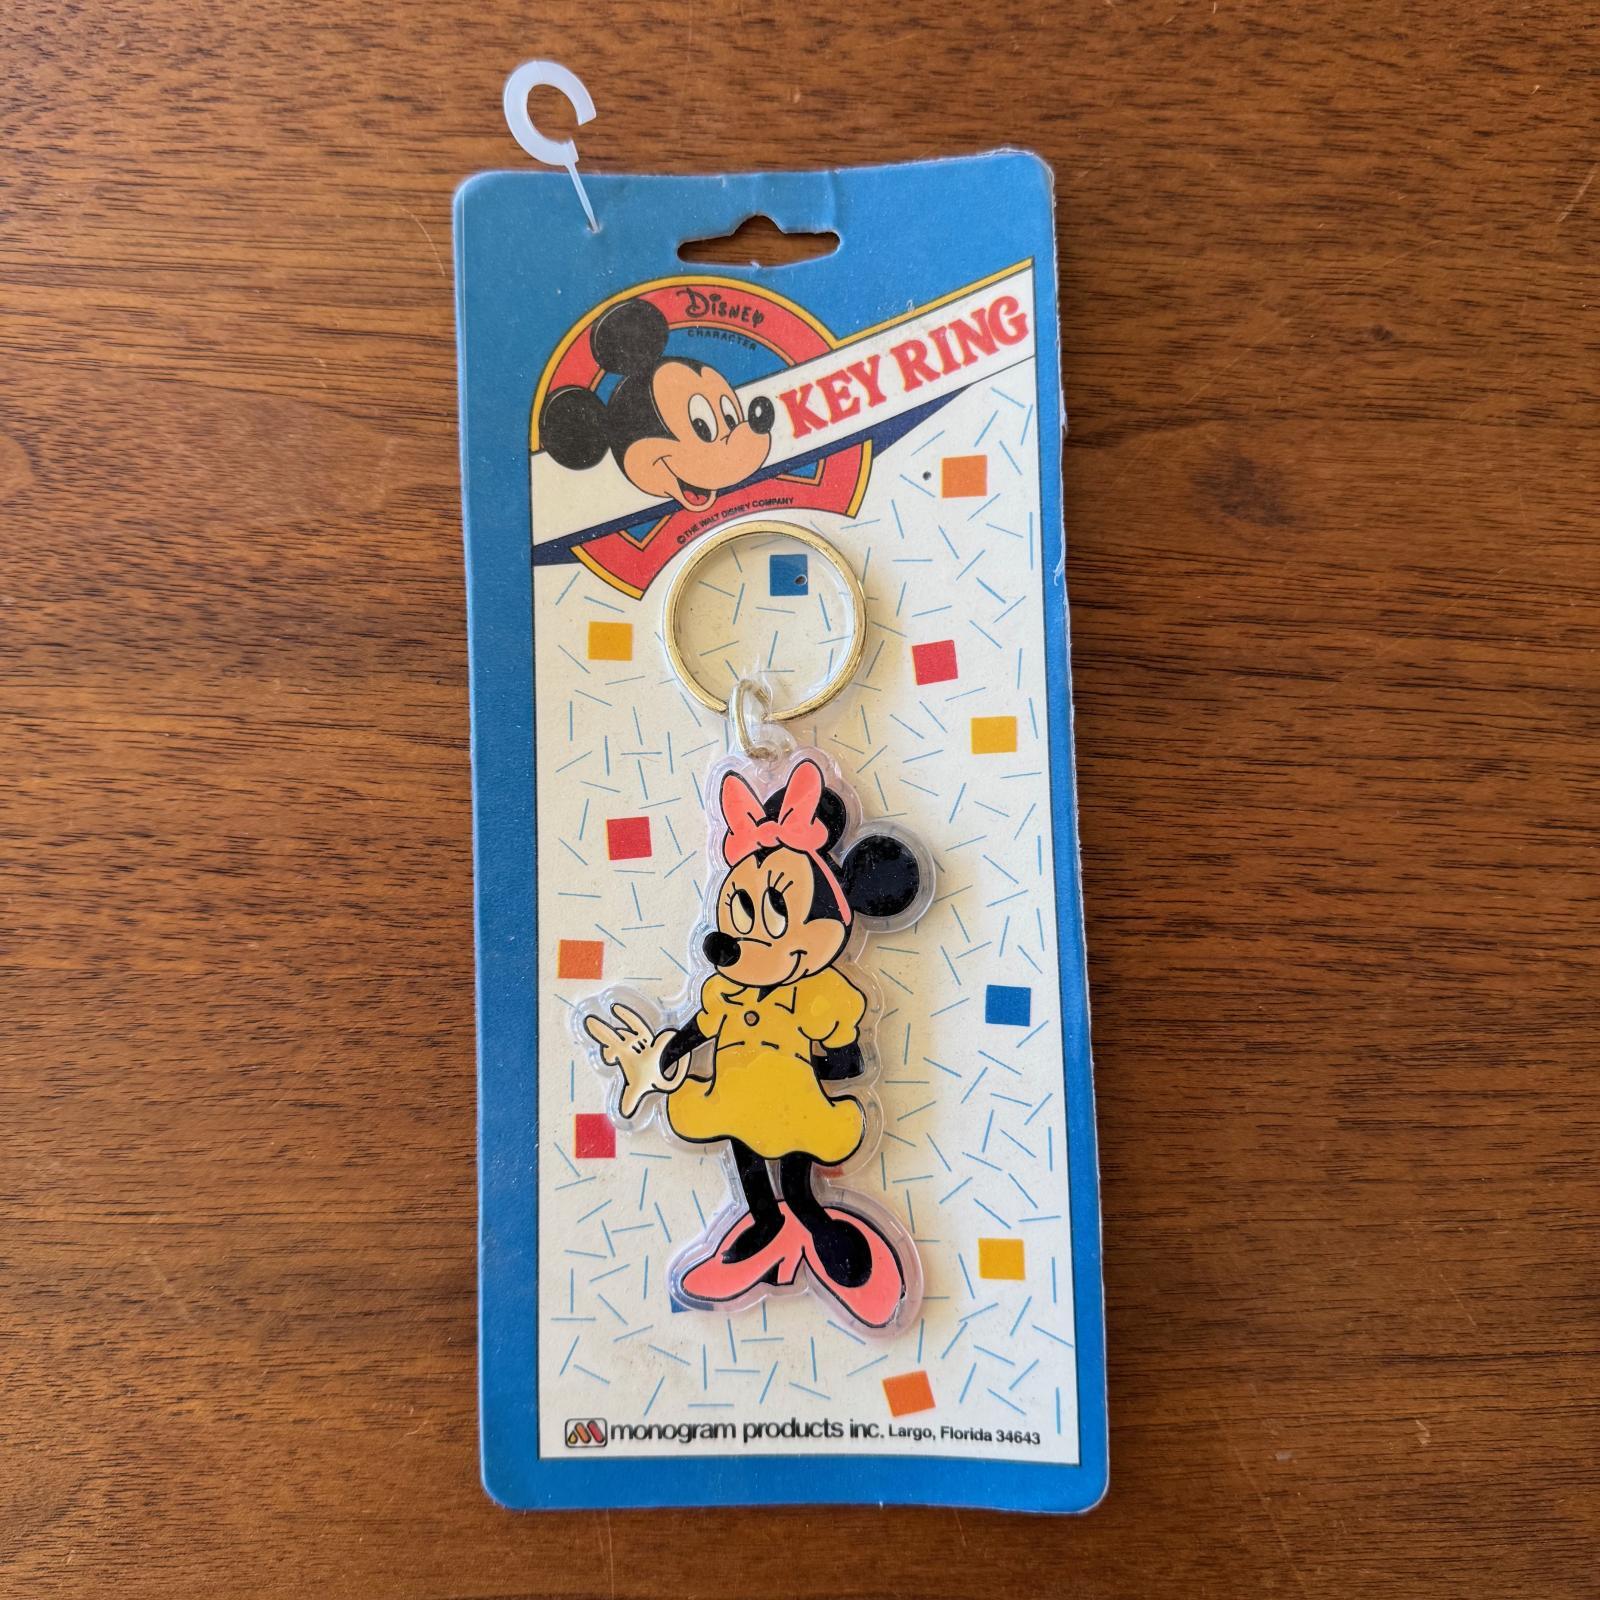 Disney
CHARACTER
KEY RING
© THE WALT DISNEY COMPANY
monogram products inc. Largo, Florida 34643